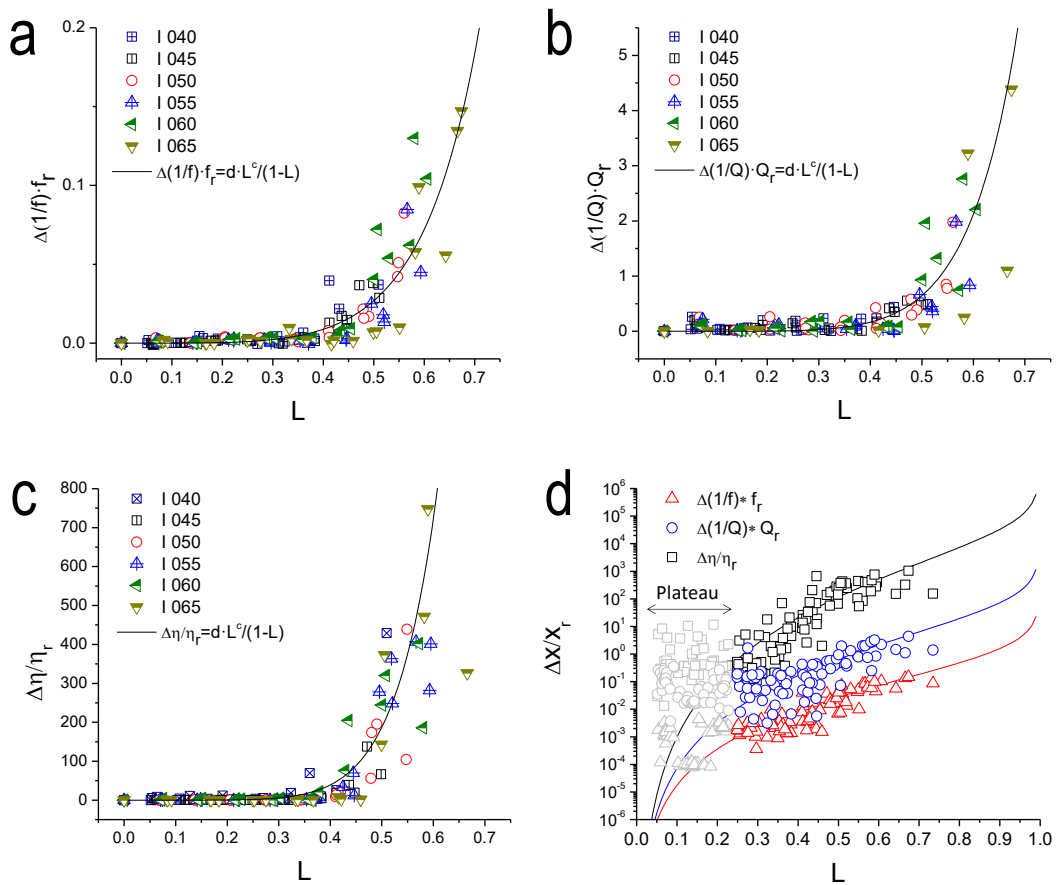 a
0.2
0.1
0.0
Δ(1/f)·f_r
I 040
I 045
I 050
I 055
I 060
I 065
Δ(1/f)·f_r=d·L^c/(1-L)
0.0 0.1 0.2 0.3 0.4 0.5 0.6 0.7
L
b
5
4
3
2
1
0
Δ(1/Q)·Q_r
I 040
I 045
I 050
I 055
I 060
I 065
Δ(1/Q)·Q_r=d·L^c/(1-L)
0.0 0.1 0.2 0.3 0.4 0.5 0.6 0.7
L
c
800
700
600
500
400
300
200
100
0
Δη/η_r
I 040
I 045
I 050
I 055
I 060
I 065
Δη/η_r=d·L^c/(1-L)
0.0 0.1 0.2 0.3 0.4 0.5 0.6 0.7
L
d
10^6
10^5
10^4
10^3
10^2
10^1
10^0
10^-1
10^-2
10^-3
10^-4
10^-5
10^-6
ΔX/X_r
Δ(1/f)* f_r
Δ(1/Q)* Q_r
Δη/η_r
Plateau
0.0 0.1 0.2 0.3 0.4 0.5 0.6 0.7 0.8 0.9 1.0
L